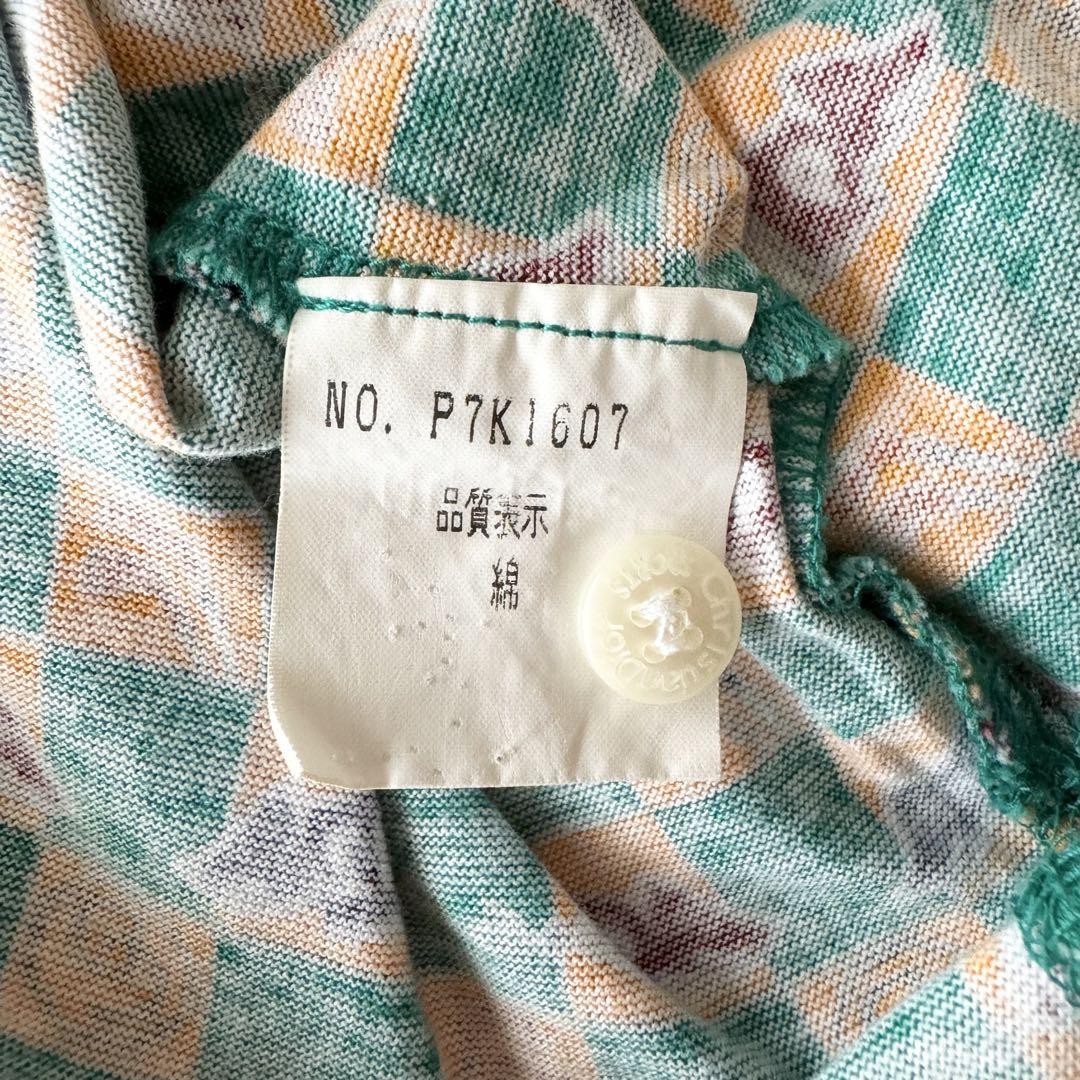 NO. P7K1607
品質表示
綿
Christian Dior
SPORTS